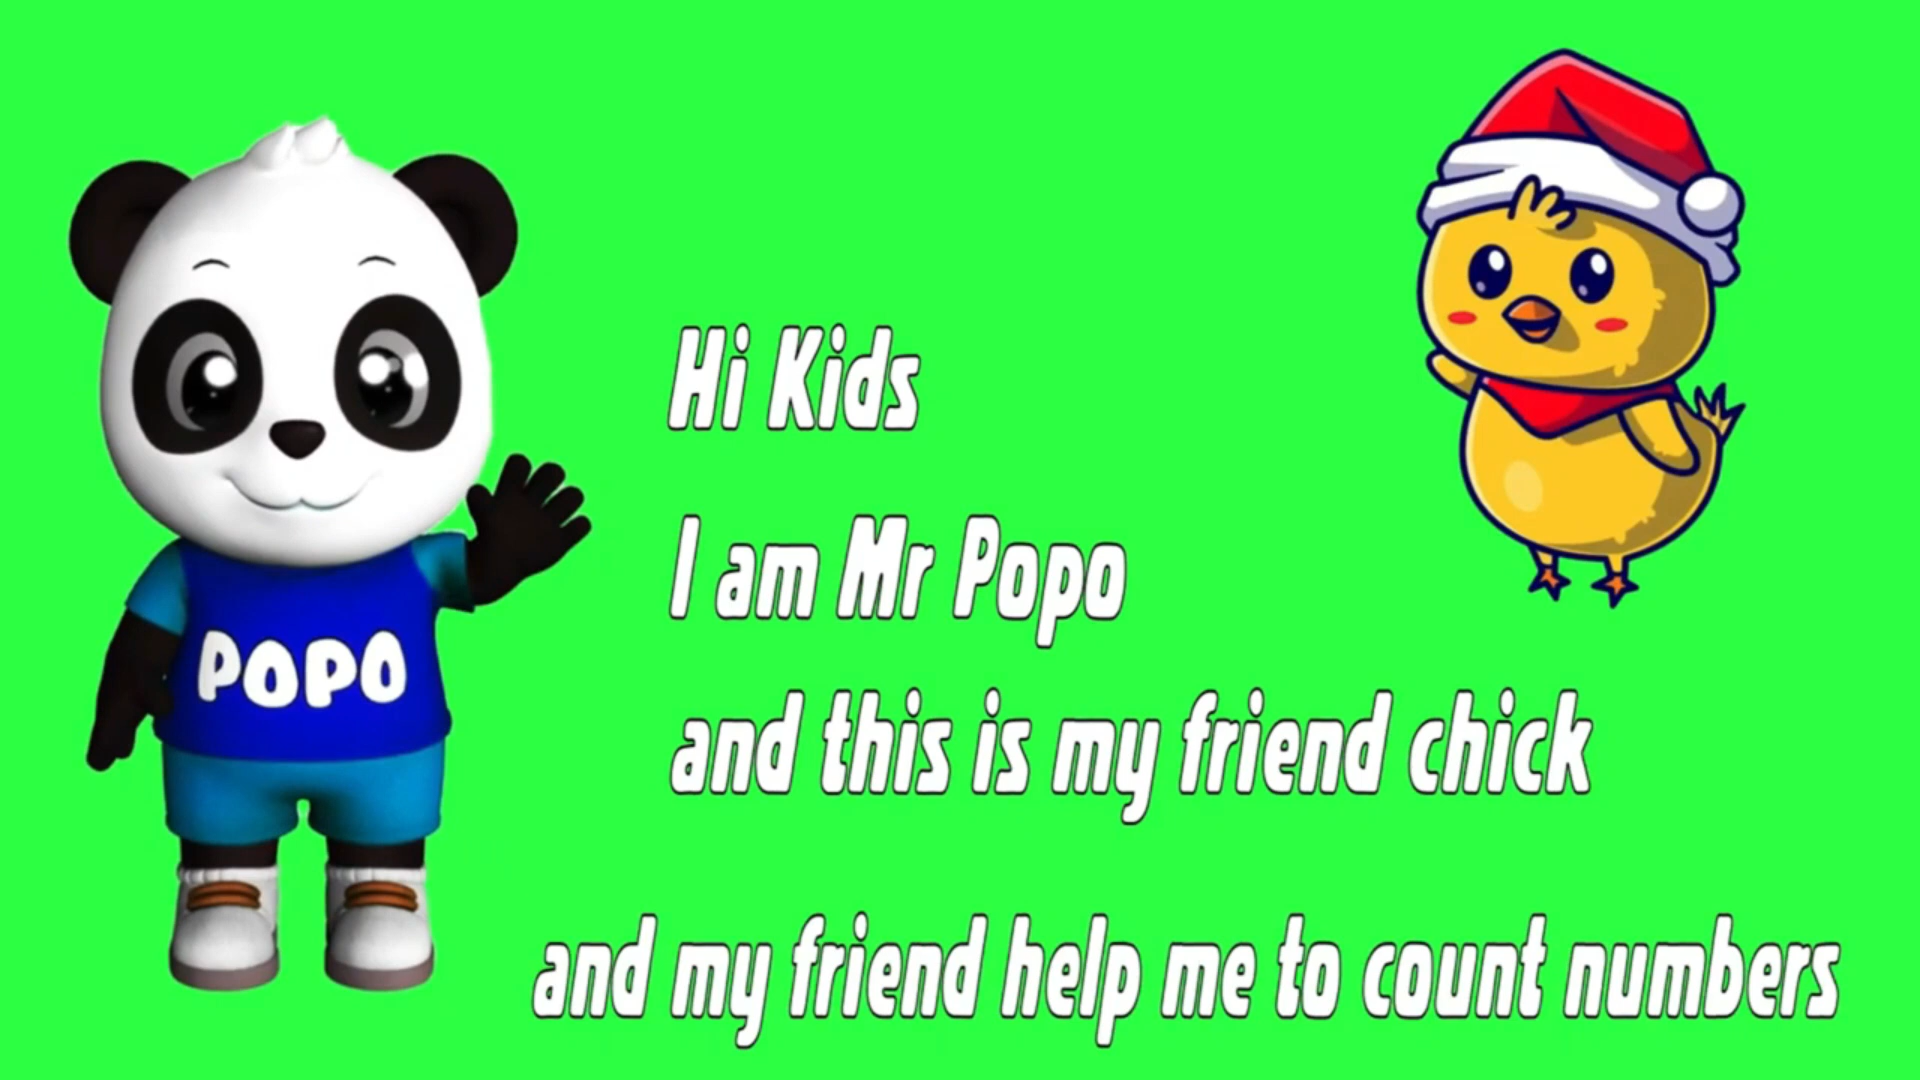 POPO
Hi Kids
I am Mr Popo
and this is my friend chick
and my friend help me to count numbers